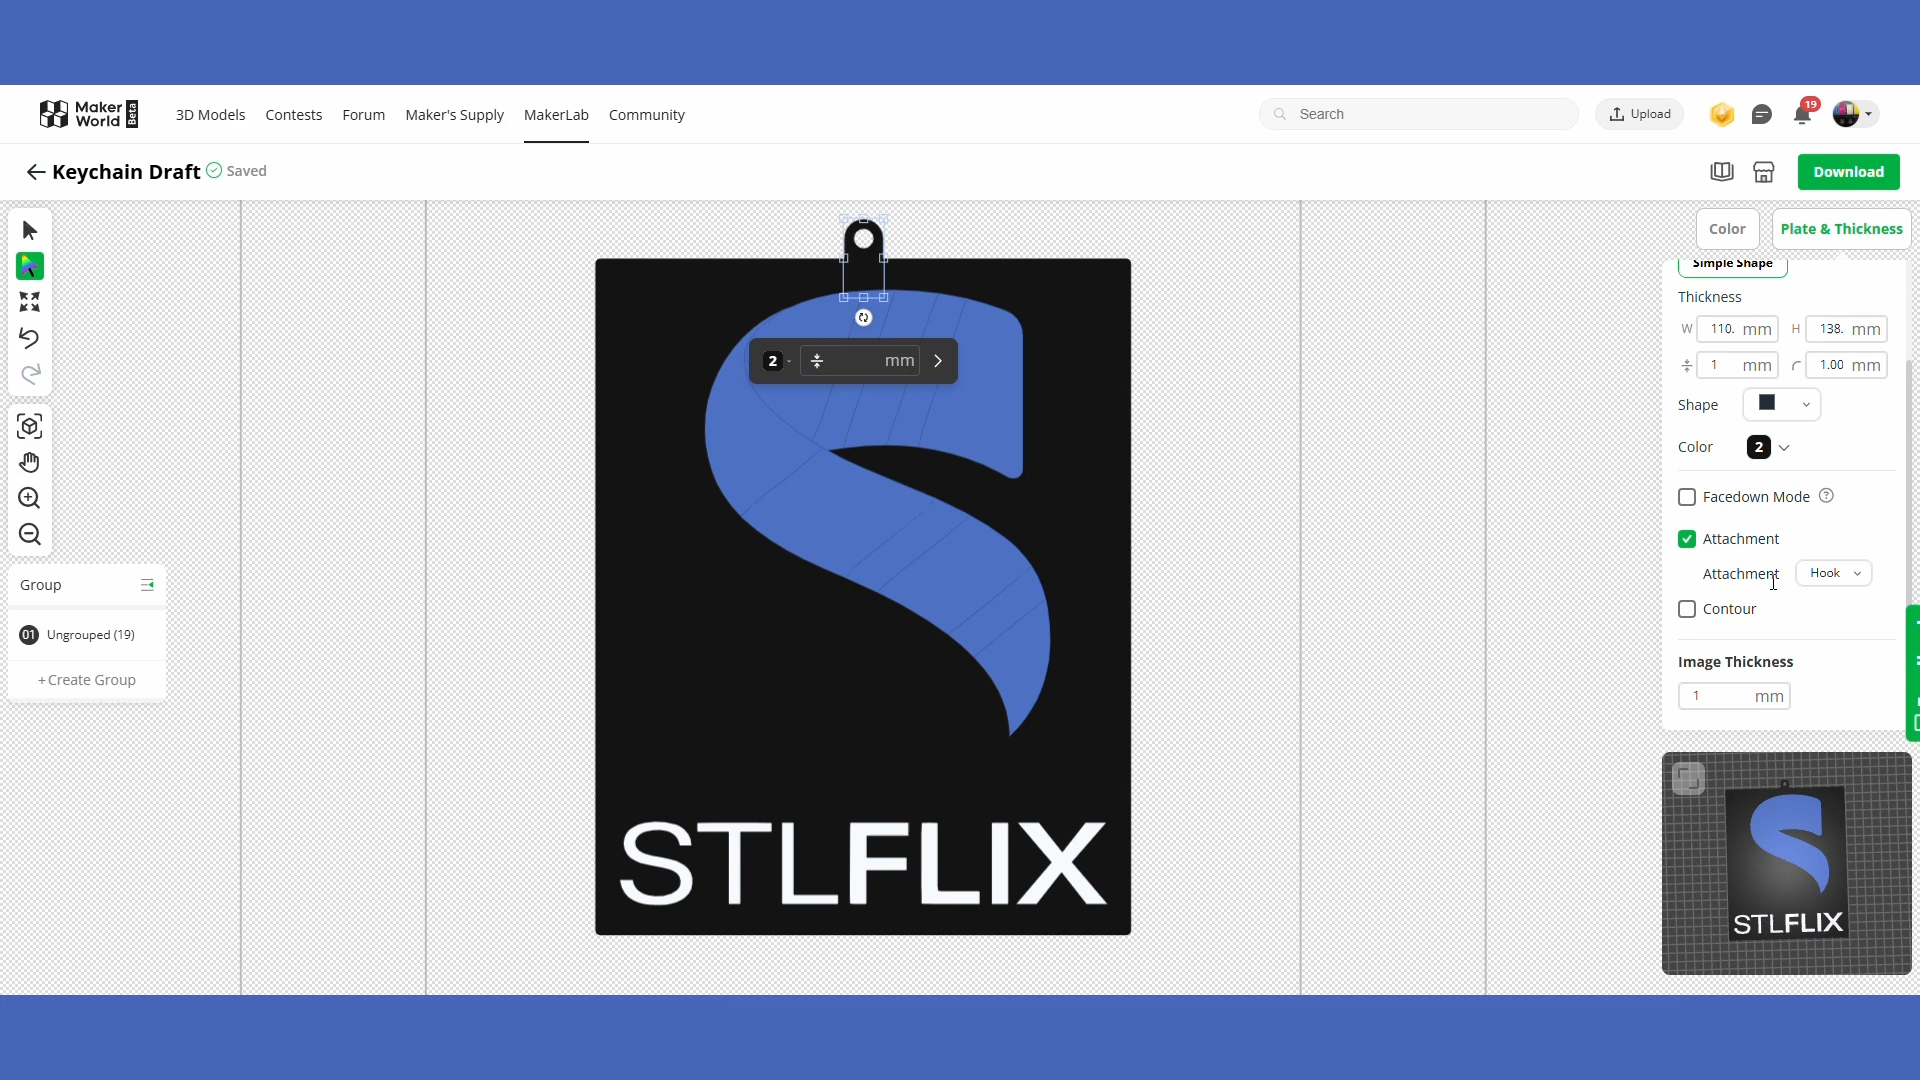 Maker World Beta
3D Models Contests Forum Maker's Supply MakerLab Community
Search
Upload
19
Keychain Draft Saved
Download
Color Plate & Thickness
Simple Shape
Thickness
W 110. mm H 138. mm
1 mm 1.00 mm
Shape
Color 2
Facedown Mode ?
Attachment
Attachment Hook
Contour
Image Thickness
1 mm
2 mm
Group
01 Ungrouped (19)
+ Create Group
STLFLIX
STLFLIX